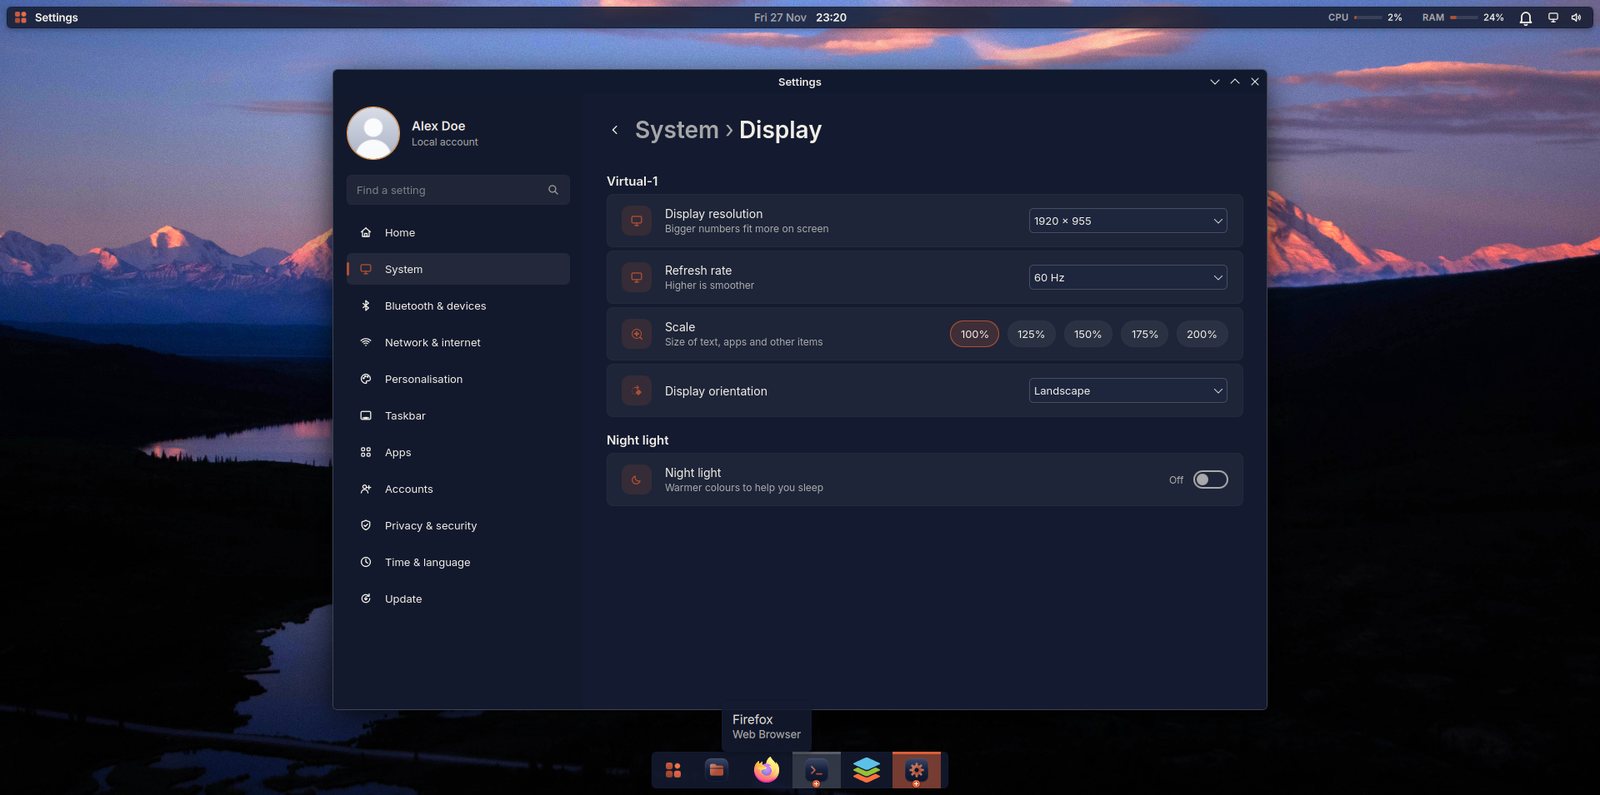 Settings
Fri 27 Nov 23:20
CPU 2% RAM 24%
Settings
Alex Doe
Local account
Find a setting
Home
System
Bluetooth & devices
Network & internet
Personalisation
Taskbar
Apps
Accounts
Privacy & security
Time & language
Update
System › Display
Virtual-1
Display resolution
Bigger numbers fit more on screen
1920 × 955
Refresh rate
Higher is smoother
60 Hz
Scale
Size of text, apps and other items
100% 125% 150% 175% 200%
Display orientation
Landscape
Night light
Night light
Warmer colours to help you sleep
Off
Firefox
Web Browser